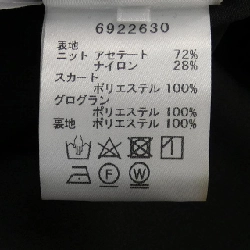 6922630
表地
ニット アセテート 72%
ナイロン 28%
スカート
ポリエステル 100%
グログラン
ポリエステル 100%
裏地 ポリエステル 100%
F W